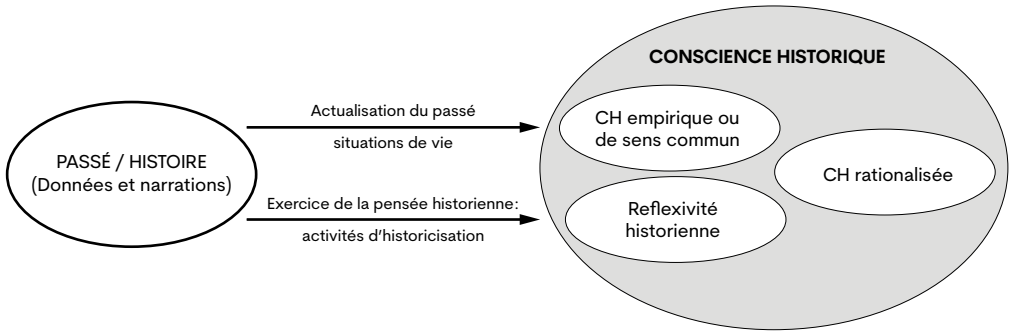 CONSCIENCE HISTORIQUE
PASSÉ / HISTOIRE
(Données et narrations)
Actualisation du passé
situations de vie
Exercice de la pensée historienne:
activités d'historicisation
CH empirique ou
de sens commun
Reflexivité
historienne
CH rationalisée